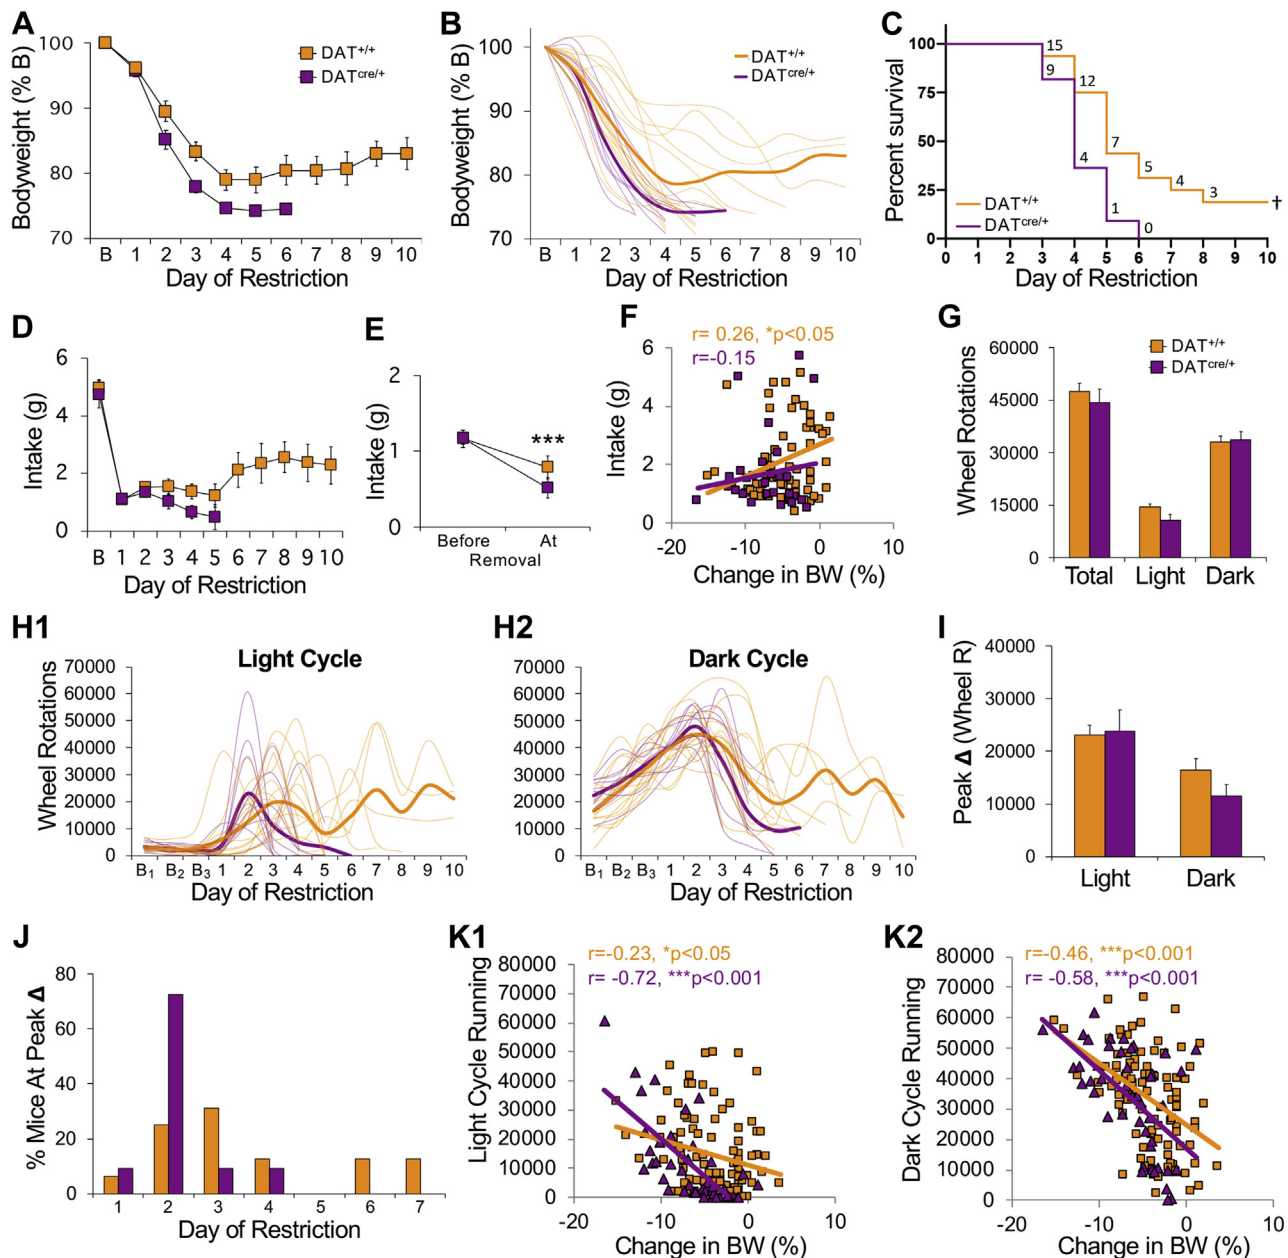 A
Bodyweight (% B)
100
90
80
70
DAT+/+
DATcre/+
B 1 2 3 4 5 6 7 8 9 10
Day of Restriction
B
Bodyweight (% B)
100
90
80
70
DAT+/+
DATcre/+
B 1 2 3 4 5 6 7 8 9 10
Day of Restriction
C
Percent survival
100
75
50
25
0
15
12
9
7
4
5
4
3
1
0
†
DAT+/+
DATcre/+
0 1 2 3 4 5 6 7 8 9 10
Day of Restriction
D
Intake (g)
6
4
2
0
B 1 2 3 4 5 6 7 8 9 10
Day of Restriction
E
Intake (g)
2
1
0
***
Before At
Removal
F
r= 0.26, *p<0.05
r=-0.15
Intake (g)
6
4
2
0
-20 -10 0 10
Change in BW (%)
G
Wheel Rotations
60000
45000
30000
15000
0
DAT+/+
DATcre/+
Total Light Dark
H1
Light Cycle
Wheel Rotations
70000
60000
50000
40000
30000
20000
10000
0
B1 B2 B3 1 2 3 4 5 6 7 8 9 10
Day of Restriction
H2
Dark Cycle
70000
60000
50000
40000
30000
20000
10000
0
B1 B2 B3 1 2 3 4 5 6 7 8 9 10
Day of Restriction
I
Peak Δ (Wheel R)
40000
30000
20000
10000
0
Light Dark
J
% Mice At Peak Δ
80
60
40
20
0
1 2 3 4 5 6 7
Day of Restriction
K1
r=-0.23, *p<0.05
r= -0.72, ***p<0.001
Light Cycle Running
80000
70000
60000
50000
40000
30000
20000
10000
0
-20 -10 0 10
Change in BW (%)
K2
r=-0.46, ***p<0.001
r= -0.58, ***p<0.001
Dark Cycle Running
80000
70000
60000
50000
40000
30000
20000
10000
0
-20 -10 0 10
Change in BW (%)